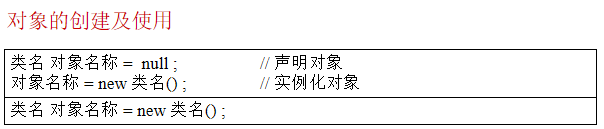 对象的创建及使用
类名 对象名称 = null ; // 声明对象
对象名称 = new 类名() ; // 实例化对象
类名 对象名称 = new 类名() ;